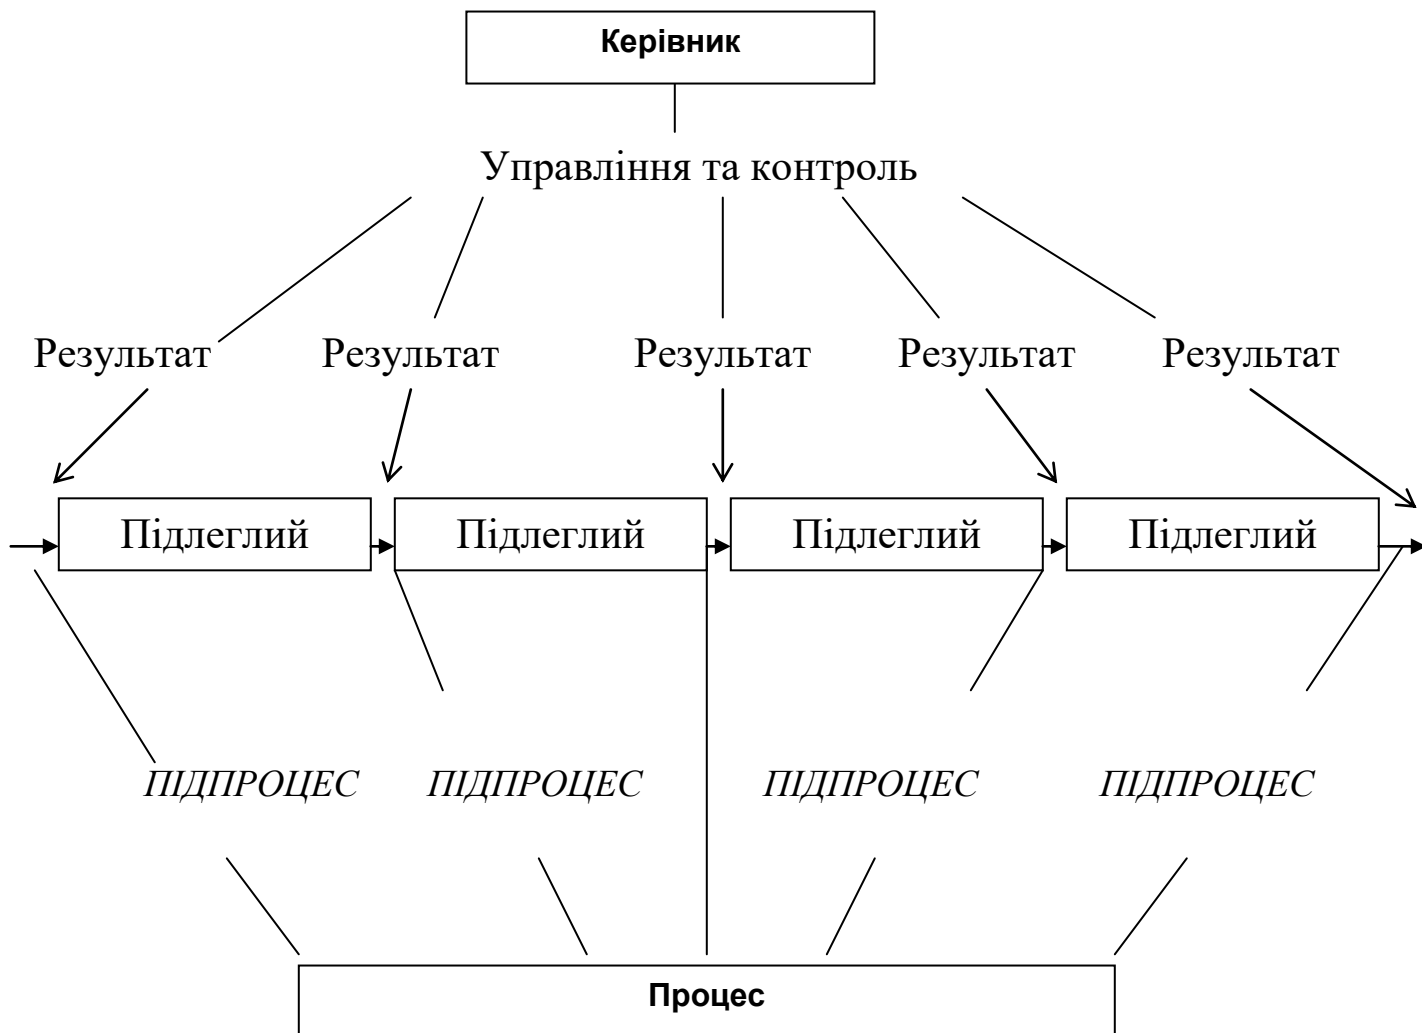 Керівник
Управління та контроль
Результат Результат Результат Результат Результат
Підлеглий Підлеглий Підлеглий Підлеглий
ПІДПРОЦЕС ПІДПРОЦЕС ПІДПРОЦЕС ПІДПРОЦЕС
Процес